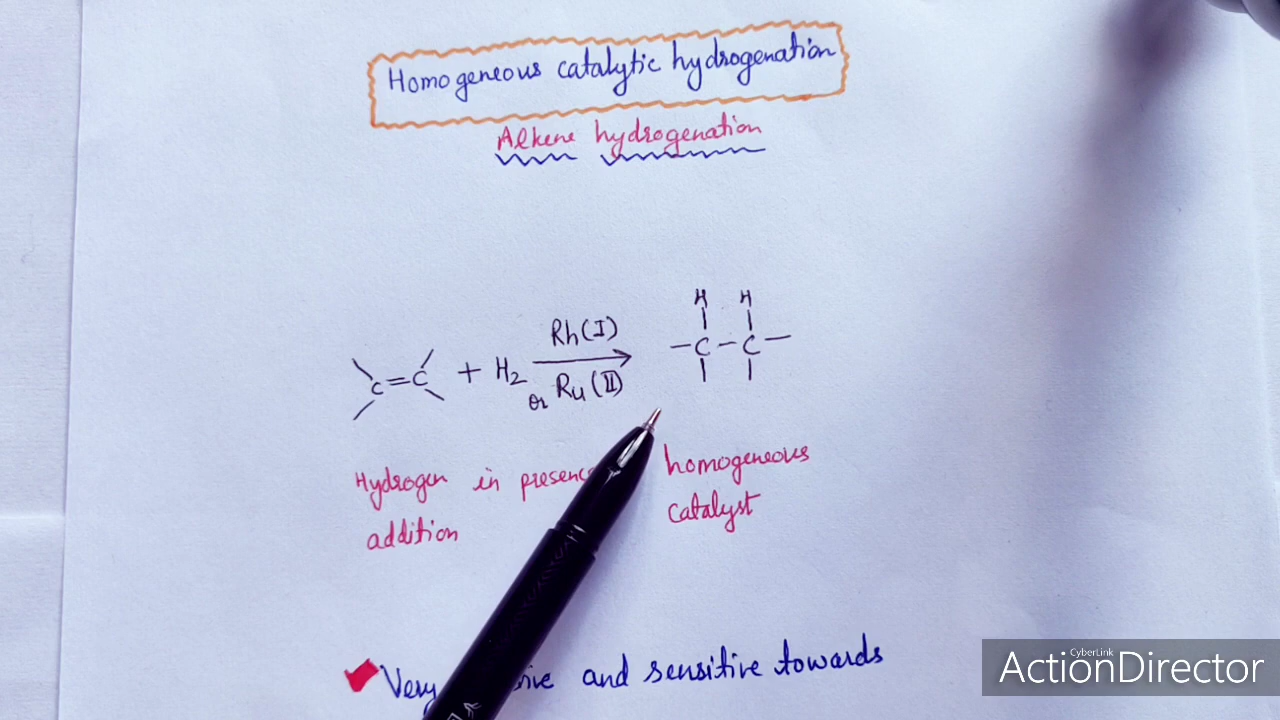 Homogeneous catalytic hydrogenation
Alkene hydrogenation
H H
Rh(I)
C=C + H2 -C-C-
or Ru(II)
Hydrogen in presence homogeneous
addition catalyst
Very and sensitive towards
CyberLink
ActionDirector